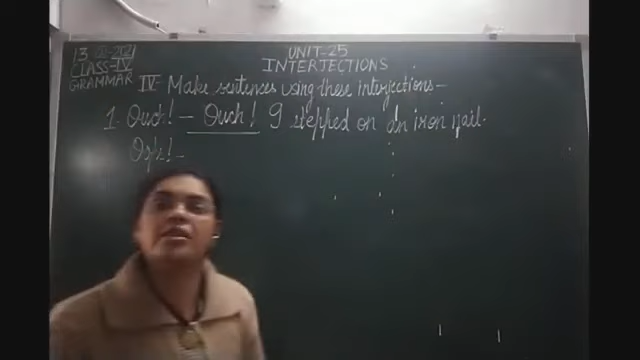 13
UNIT-25
CLASS-IV
INTERJECTIONS
GRAMMAR
IV- Make sentences using these interjections-
1- Ouch! - Ouch! I stepped on an iron nail.